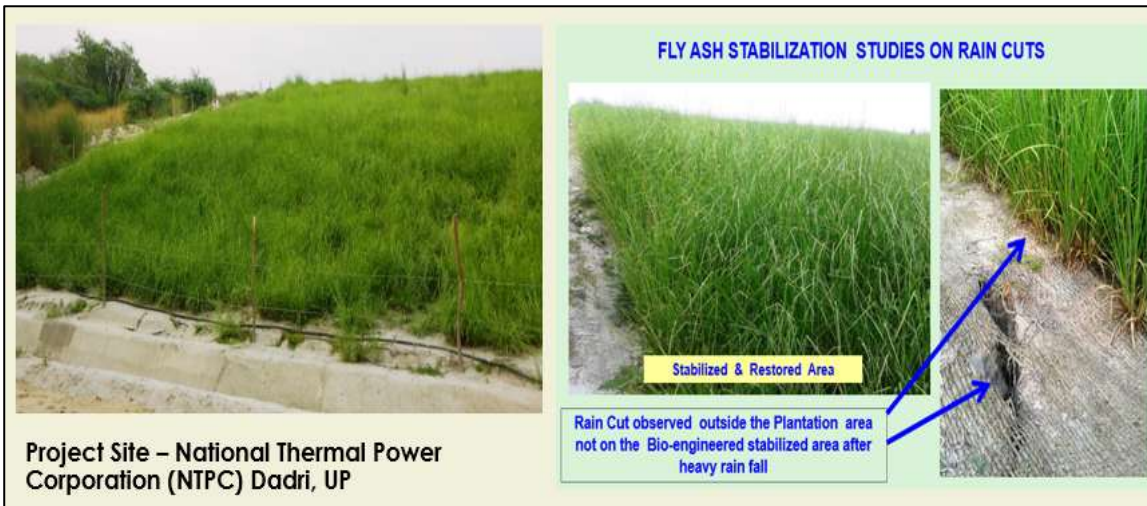 FLY ASH STABILIZATION STUDIES ON RAIN CUTS
Stabilized & Restored Area
Rain Cut observed outside the Plantation area
not on the Bio-engineered stabilized area after
heavy rain fall
Project Site – National Thermal Power
Corporation (NTPC) Dadri, UP